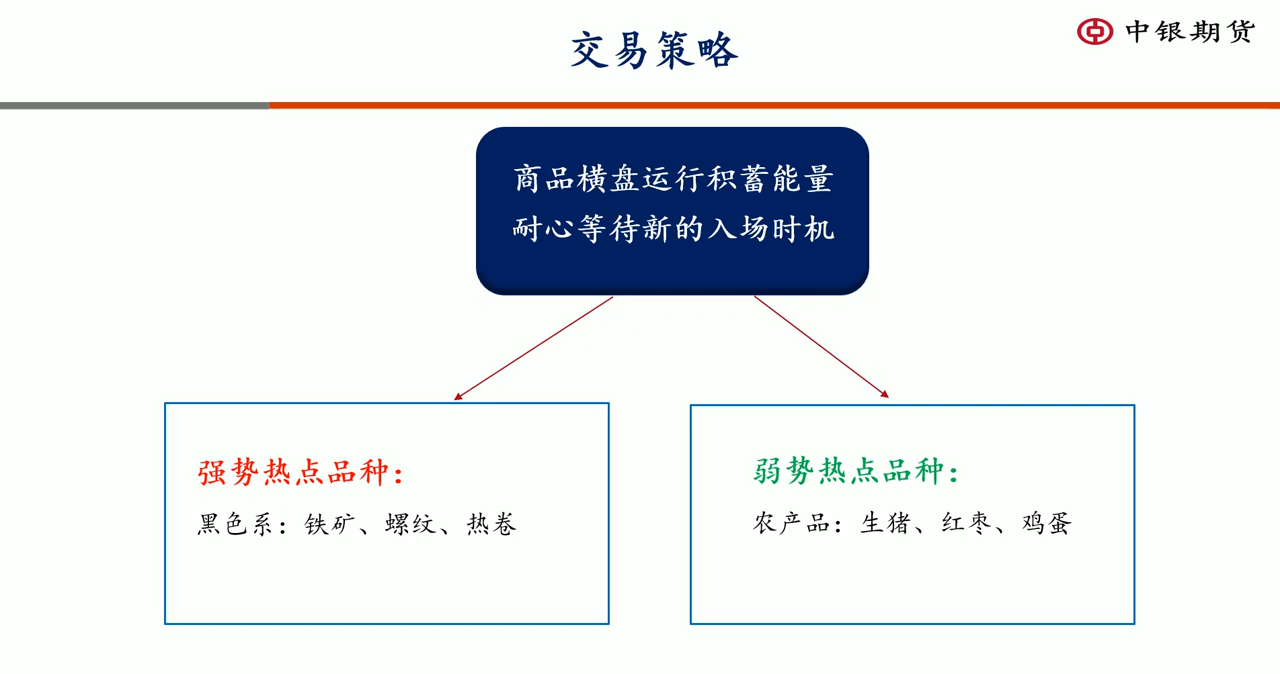 交易策略
中银期货
商品横盘运行积蓄能量
耐心等待新的入场时机
强势热点品种：
黑色系：铁矿、螺纹、热卷
弱势热点品种：
农产品：生猪、红枣、鸡蛋